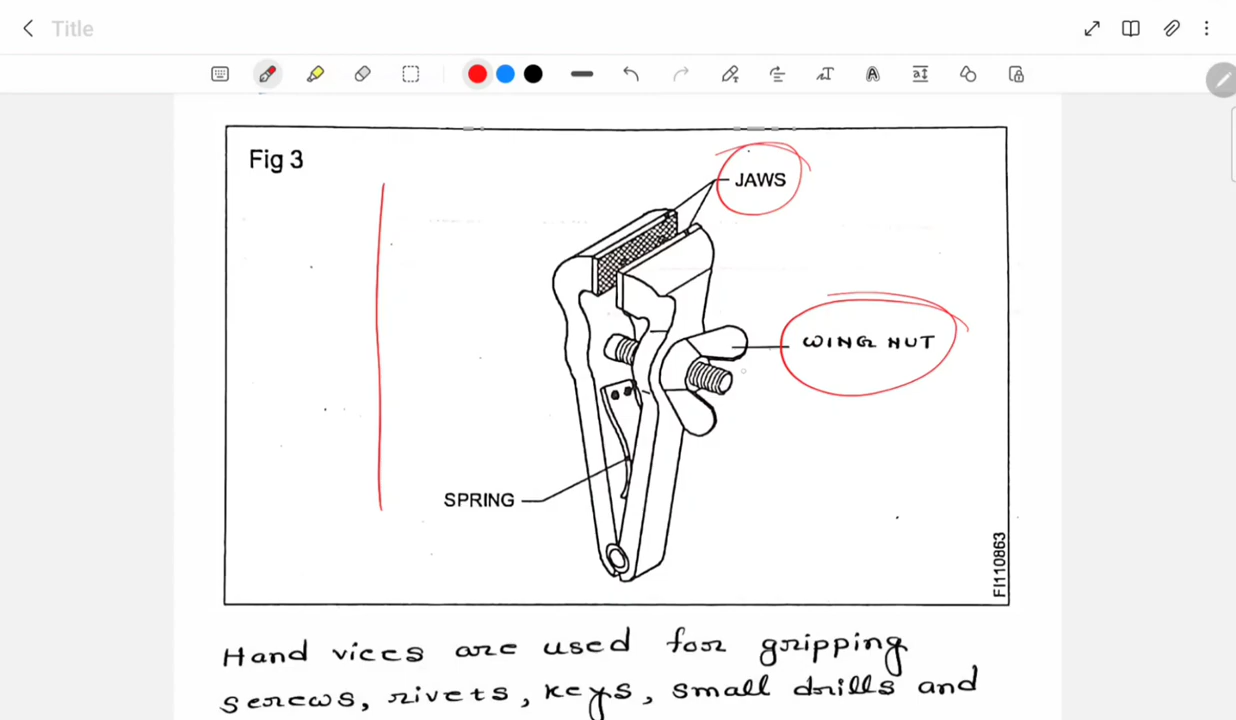 Title
Fig 3
JAWS
WING NUT
SPRING
FI110863
Hand vices are used for gripping
screws, rivets, keys, small drills and